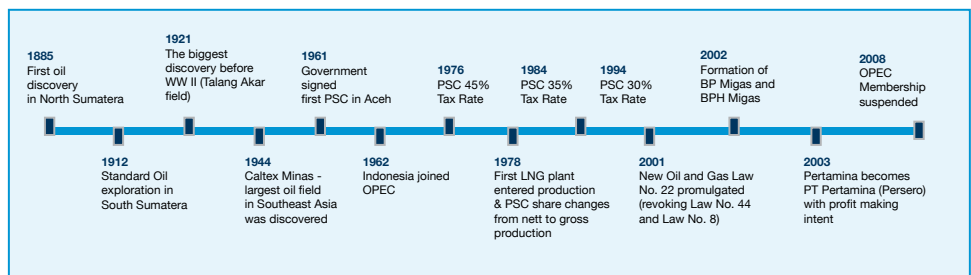 1885
First oil
discovery
in North Sumatera
1912
Standard Oil
exploration in
South Sumatera
1921
The biggest
discovery before
WW II (Talang Akar
field)
1944
Caltex Minas -
largest oil field
in Southeast Asia
was discovered
1961
Government
signed
first PSC in Aceh
1962
Indonesia joined
OPEC
1976
PSC 45%
Tax Rate
1978
First LNG plant
entered production
& PSC share changes
from nett to gross
production
1984
PSC 35%
Tax Rate
1994
PSC 30%
Tax Rate
2001
New Oil and Gas Law
No. 22 promulgated
(revoking Law No. 44
and Law No. 8)
2002
Formation of
BP Migas and
BPH Migas
2003
Pertamina becomes
PT Pertamina (Persero)
with profit making
intent
2008
OPEC
Membership
suspended